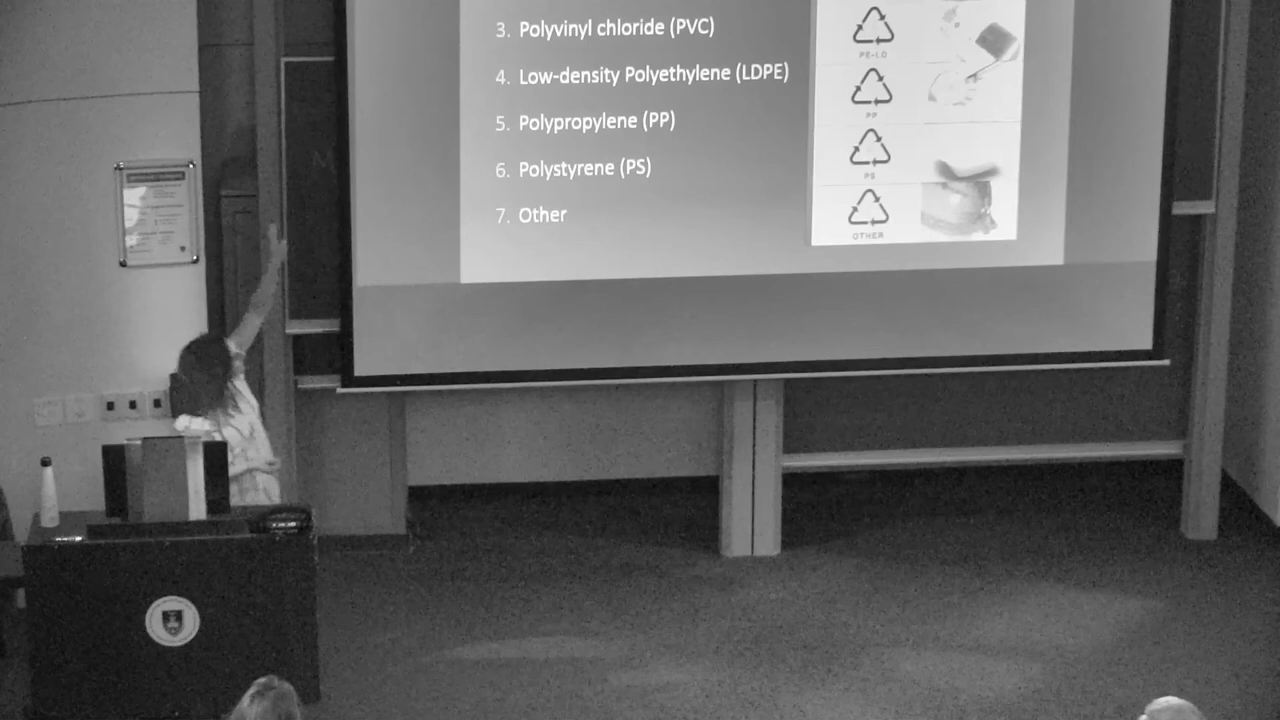 3. Polyvinyl chloride (PVC)
4. Low-density Polyethylene (LDPE)
5. Polypropylene (PP)
6. Polystyrene (PS)
7. Other
PE-LD
PP
PS
OTHER